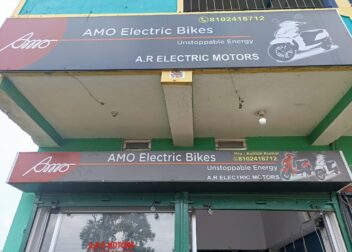 8102418712
Amo
AMO Electric Bikes
Unstoppable Energy
A.R ELECTRIC MOTORS
Amo
AMO Electric Bikes
8102418712
Unstoppable Energy
A.R ELECTRIC MOTORS